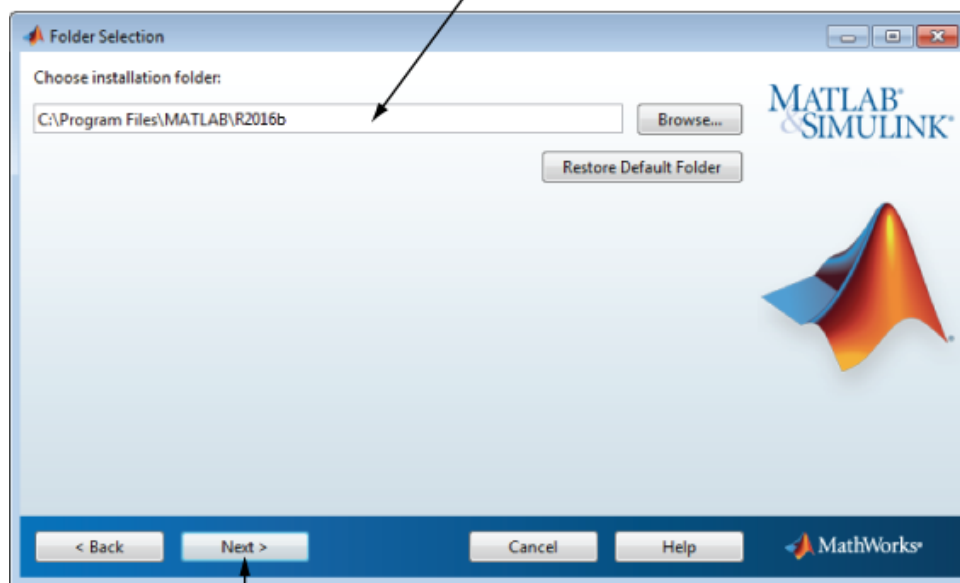 Folder Selection
Choose installation folder:
C:\Program Files\MATLAB\R2016b
Browse...
Restore Default Folder
MATLAB®
&SIMULINK®
< Back
Next >
Cancel
Help
MathWorks®